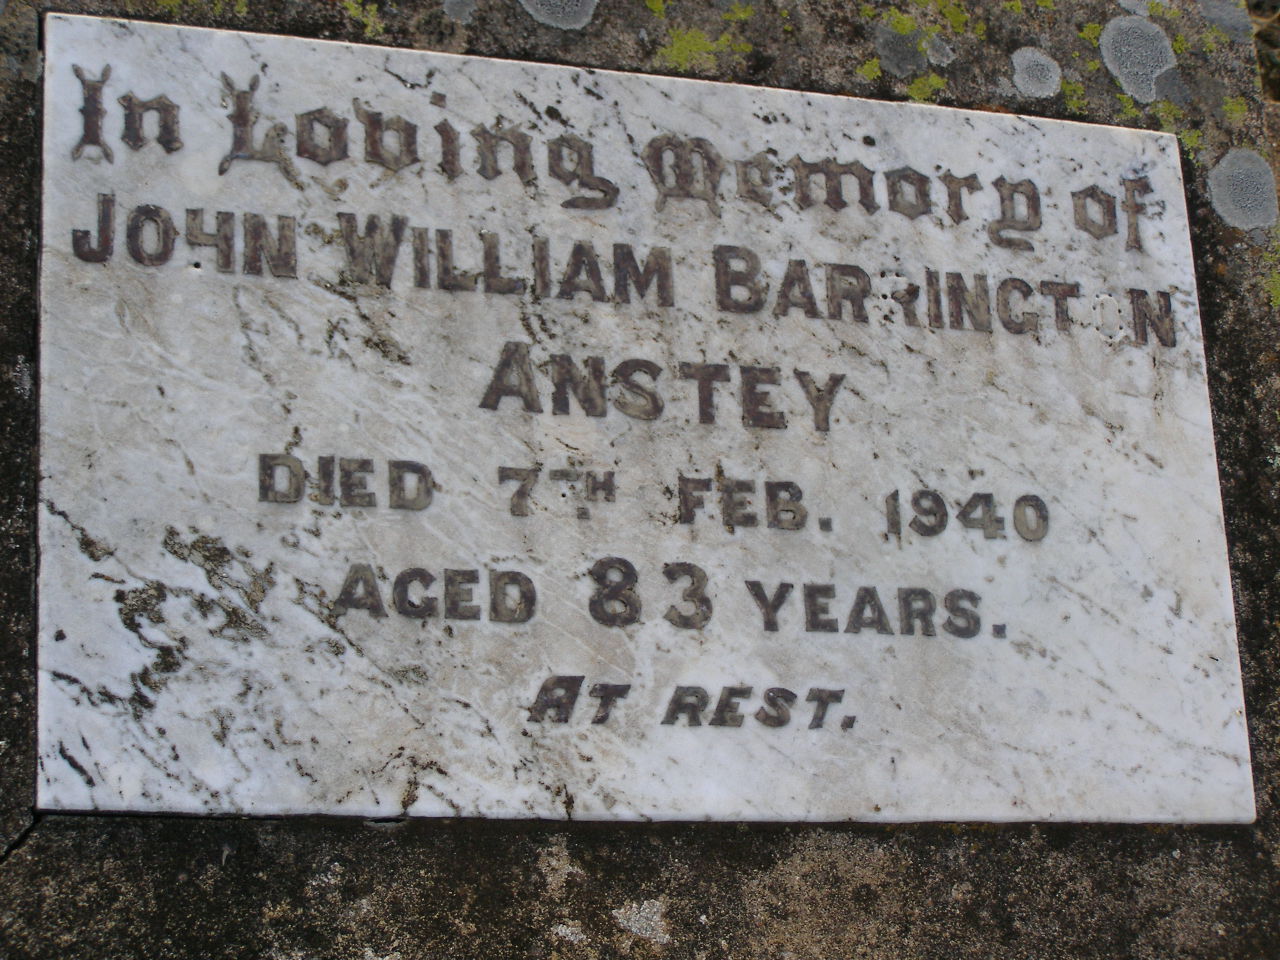 In Loving Memory of
JOHN WILLIAM BARRINGTON
ANSTEY
DIED 7TH FEB. 1940
AGED 83 YEARS.
AT REST.